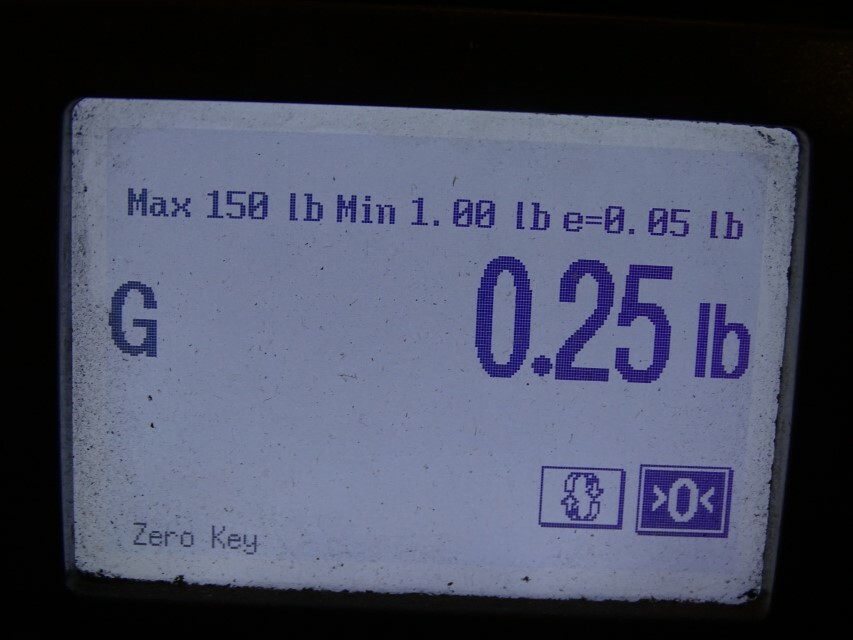 Max 150 lb Min 1.00 lb e=0.05 lb
G 0.25 lb
>0<
Zero Key